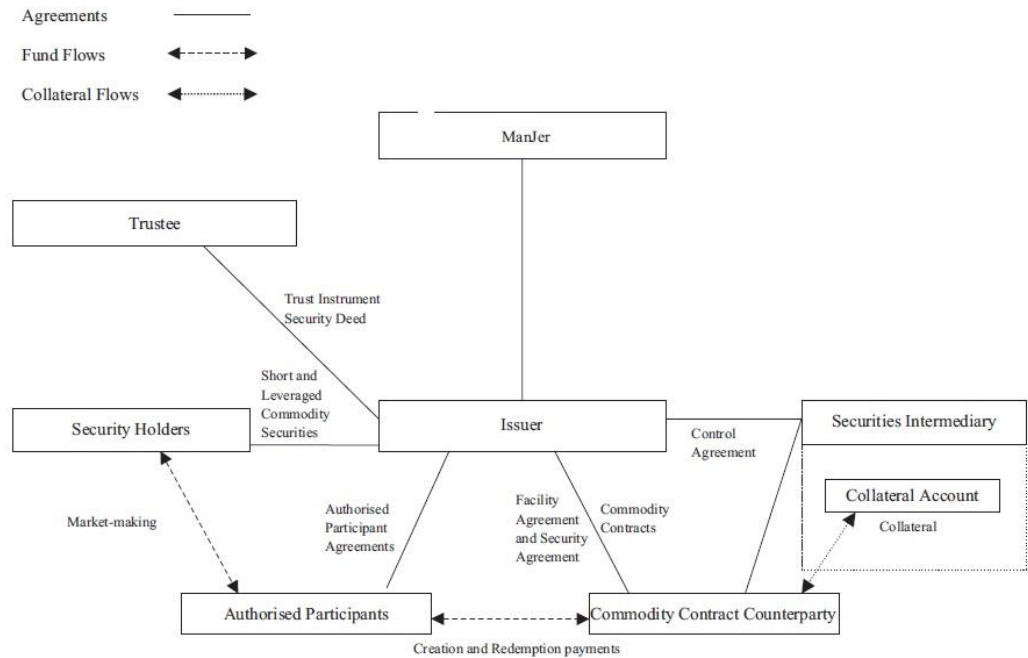 Agreements
Fund Flows
Collateral Flows
ManJer
Trustee
Trust Instrument
Security Deed
Short and
Leveraged
Commodity
Securities
Security Holders
Issuer
Control
Agreement
Securities Intermediary
Collateral Account
Collateral
Market-making
Authorised
Participant
Agreements
Facility
Agreement
and Security
Agreement
Commodity
Contracts
Authorised Participants
Commodity Contract Counterparty
Creation and Redemption payments